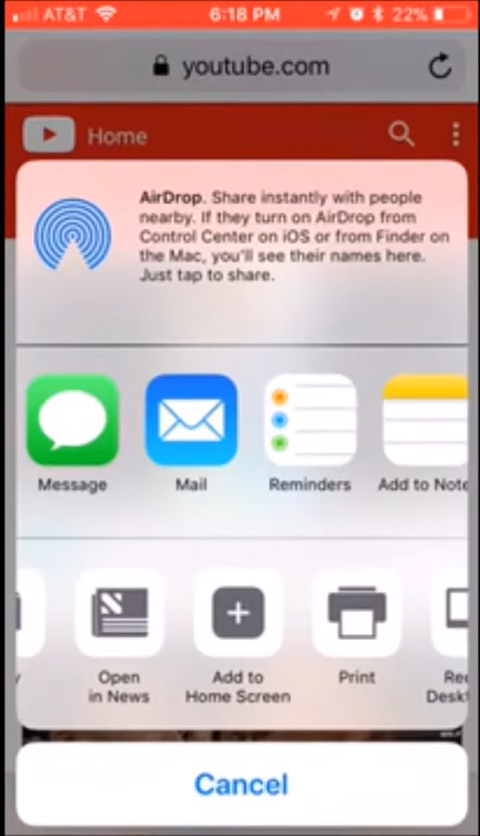 AT&T 6:18 PM 22%
youtube.com
Home
AirDrop. Share instantly with people
nearby. If they turn on AirDrop from
Control Center on iOS or from Finder on
the Mac, you'll see their names here.
Just tap to share.
Message Mail Reminders Add to Note
y Open Add to Print Re
in News Home Screen Deskt
Cancel